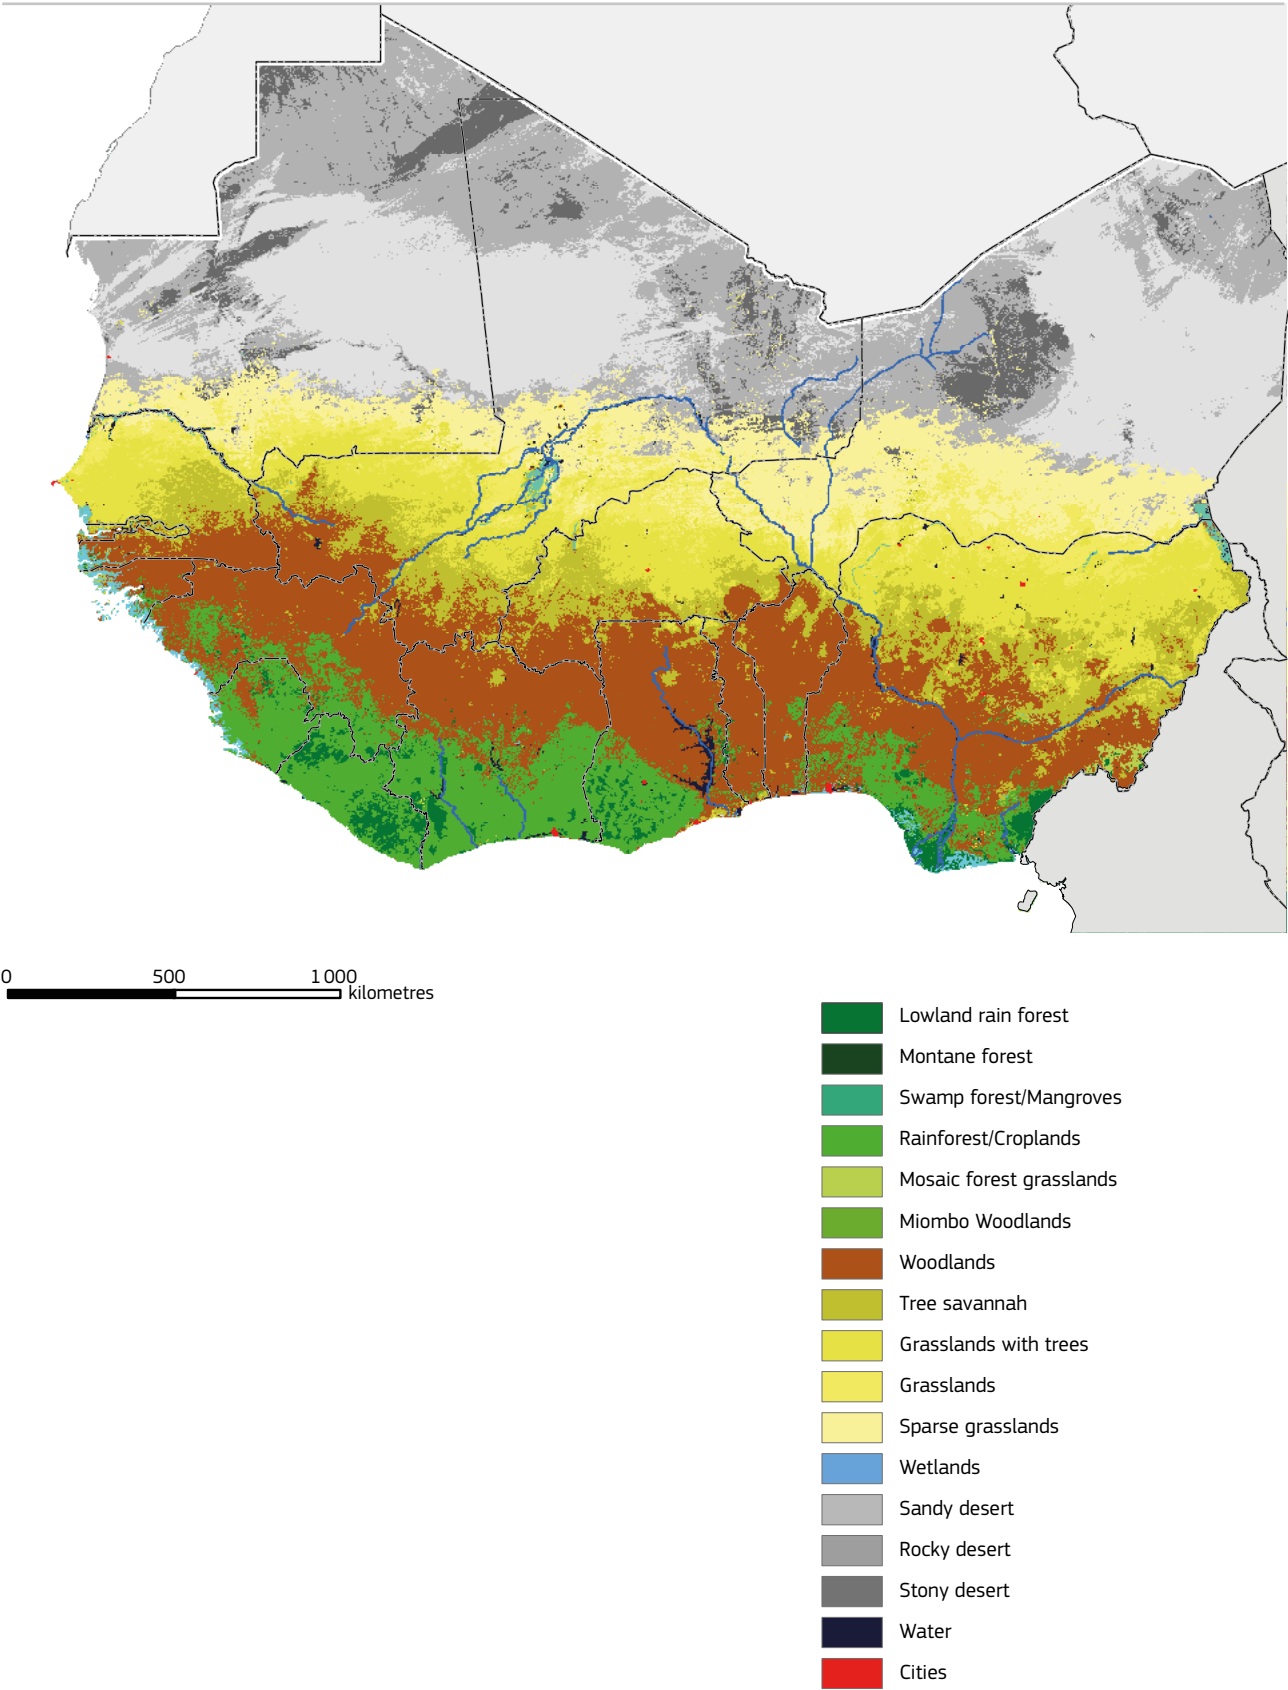 0 500 1 000
kilometres
Lowland rain forest
Montane forest
Swamp forest/Mangroves
Rainforest/Croplands
Mosaic forest grasslands
Miombo Woodlands
Woodlands
Tree savannah
Grasslands with trees
Grasslands
Sparse grasslands
Wetlands
Sandy desert
Rocky desert
Stony desert
Water
Cities